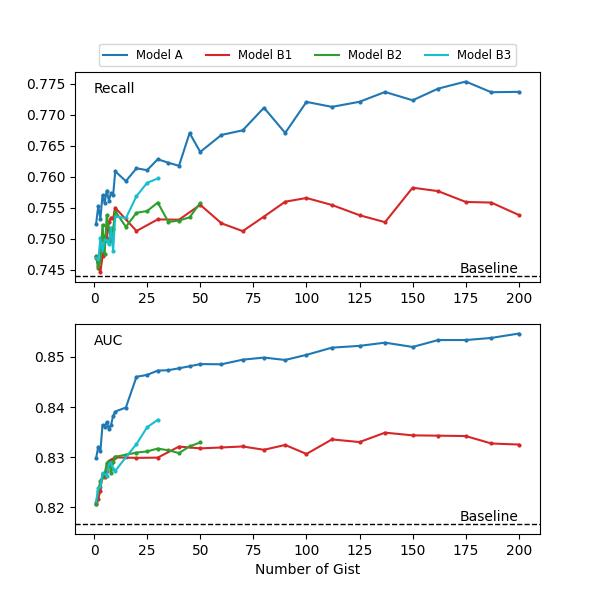 Model A Model B1 Model B2 Model B3
Recall
0.775
0.770
0.765
0.760
0.755
0.750
0.745
Baseline
0 25 50 75 100 125 150 175 200
AUC
0.85
0.84
0.83
0.82
Baseline
0 25 50 75 100 125 150 175 200
Number of Gist